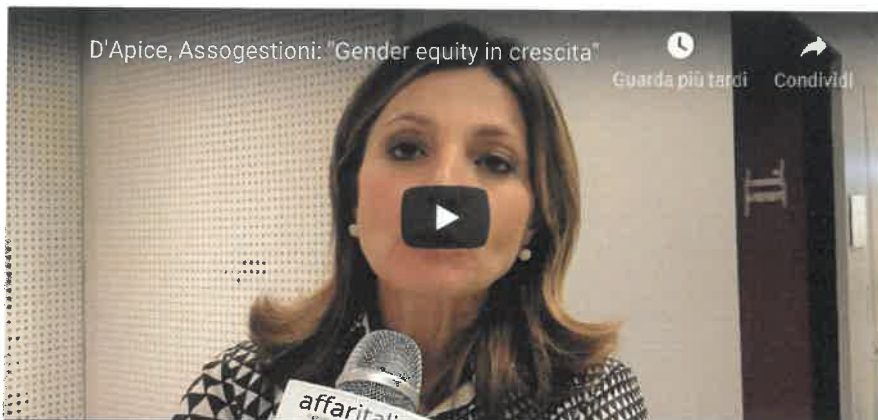 D'Apice, Assogestioni: "Gender equity in crescita"
Guarda più tardi
Condividi
affaritali